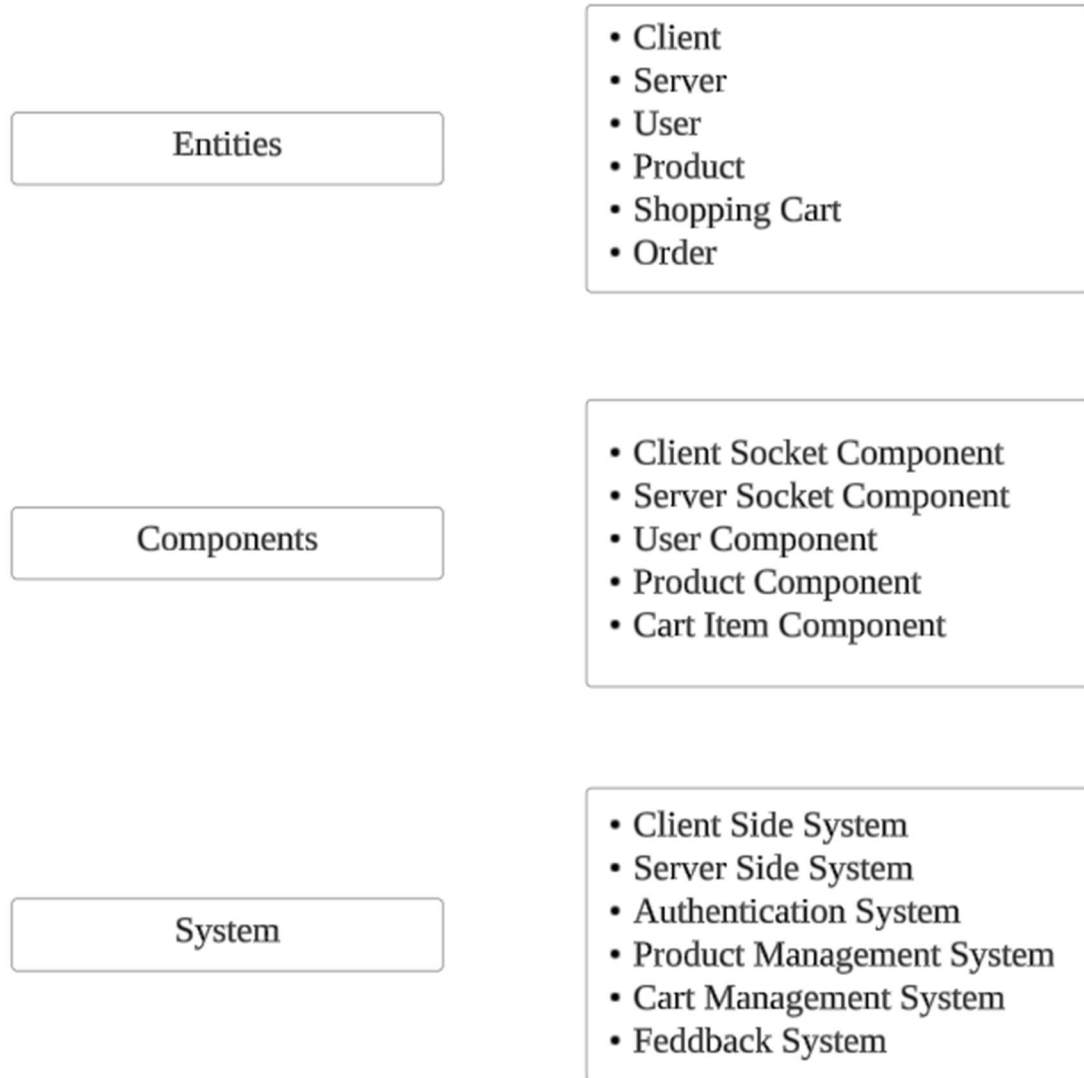 Entities
• Client
• Server
• User
• Product
• Shopping Cart
• Order
Components
• Client Socket Component
• Server Socket Component
• User Component
• Product Component
• Cart Item Component
System
• Client Side System
• Server Side System
• Authentication System
• Product Management System
• Cart Management System
• Feddback System